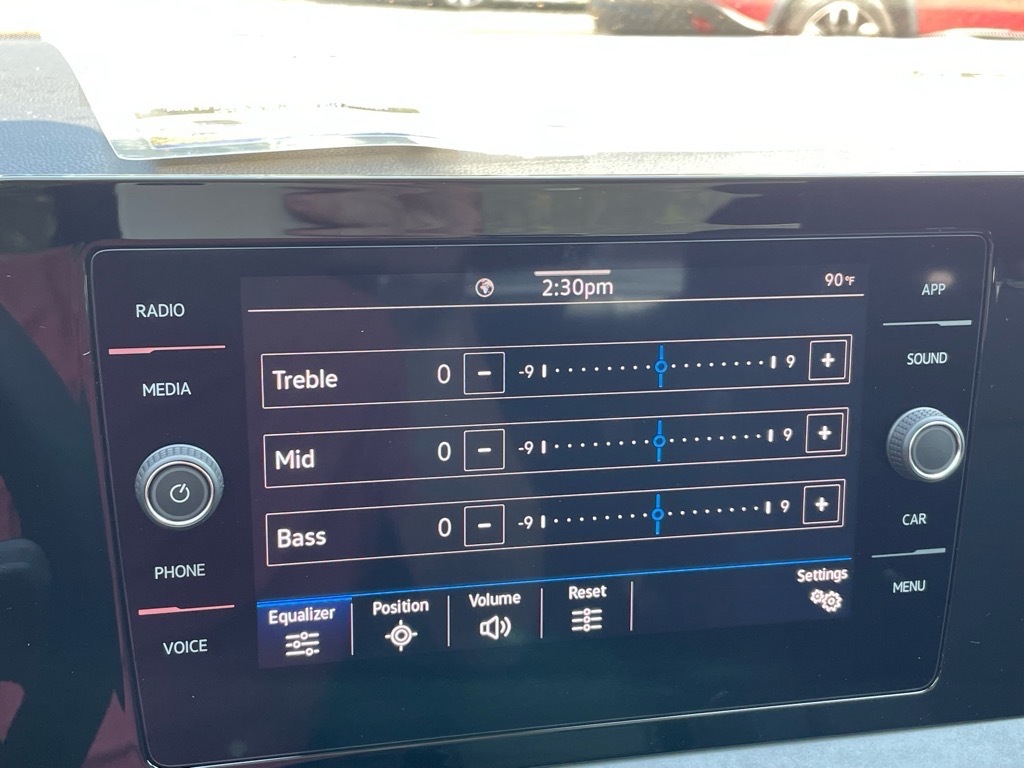 RADIO
MEDIA
PHONE
VOICE
2:30pm
90°F
Treble 0 - -9 9 +
Mid 0 - -9 9 +
Bass 0 - -9 9 +
Equalizer Position Volume Reset Settings
APP
SOUND
CAR
MENU